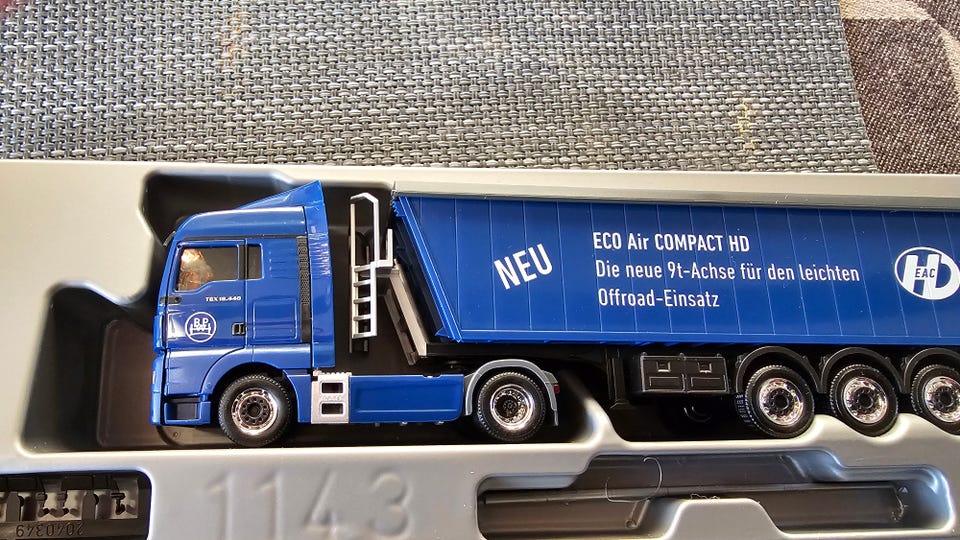 NEU
ECO Air COMPACT HD
Die neue 9t-Achse für den leichten
Offroad-Einsatz
HD
EAC
TGX 18.440
BPW
1143
2040349